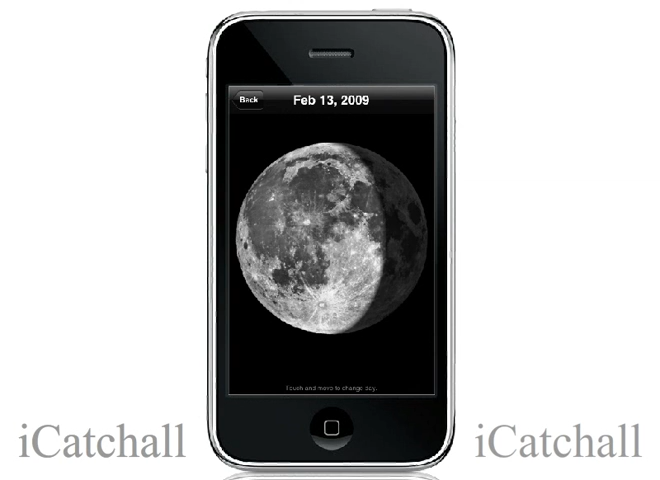 Back
Feb 13, 2009
Touch and move to change day.
iCatchall
iCatchall